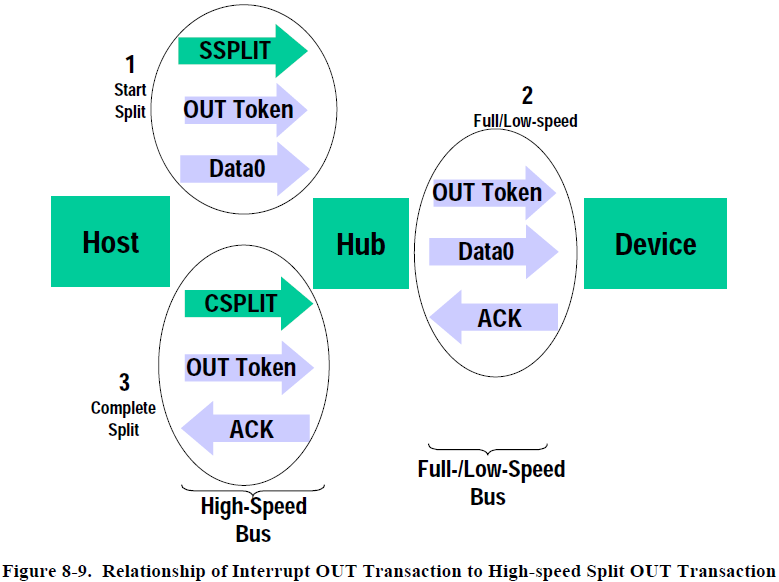 1
Start
Split
SSPLIT
OUT Token
Data0
2
Full/Low-speed
OUT Token
Data0
ACK
Host
Hub
Device
3
Complete
Split
CSPLIT
OUT Token
ACK
High-Speed
Bus
Full-/Low-Speed
Bus
Figure 8-9. Relationship of Interrupt OUT Transaction to High-speed Split OUT Transaction